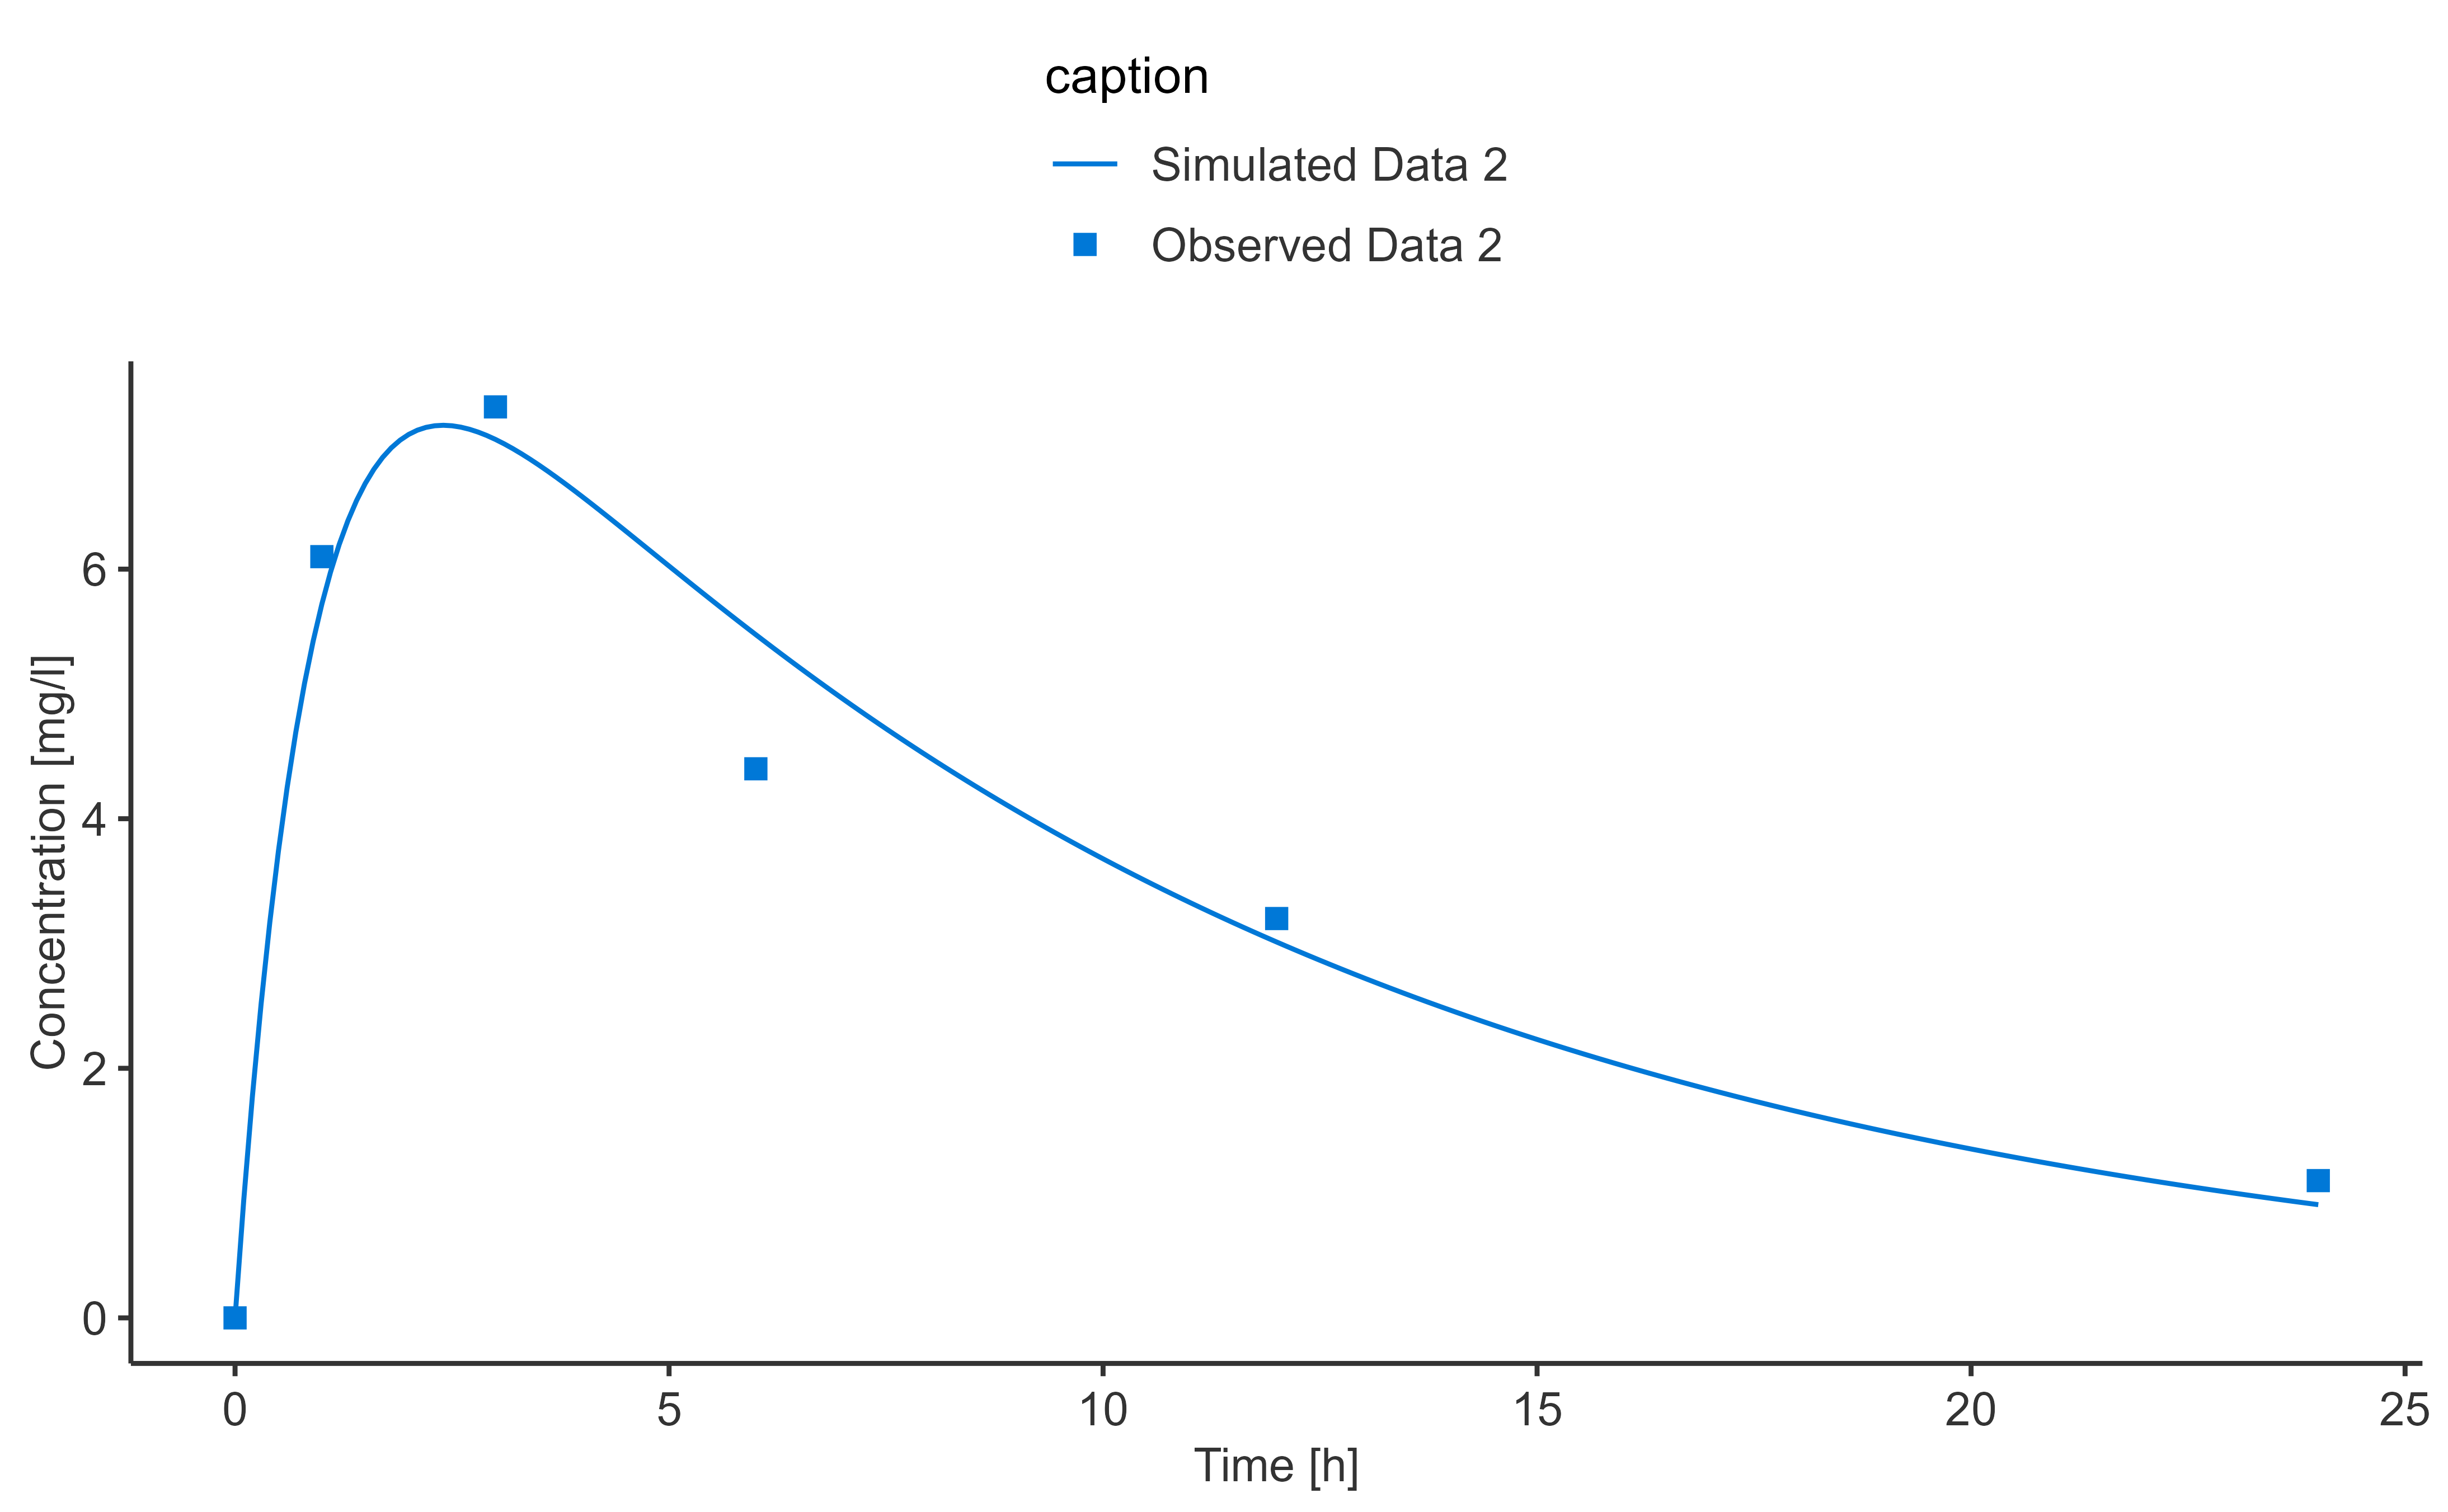 caption
Simulated Data 2
Observed Data 2
Concentration [mg/l]
6
4
2
0
0 5 10 15 20 25
Time [h]